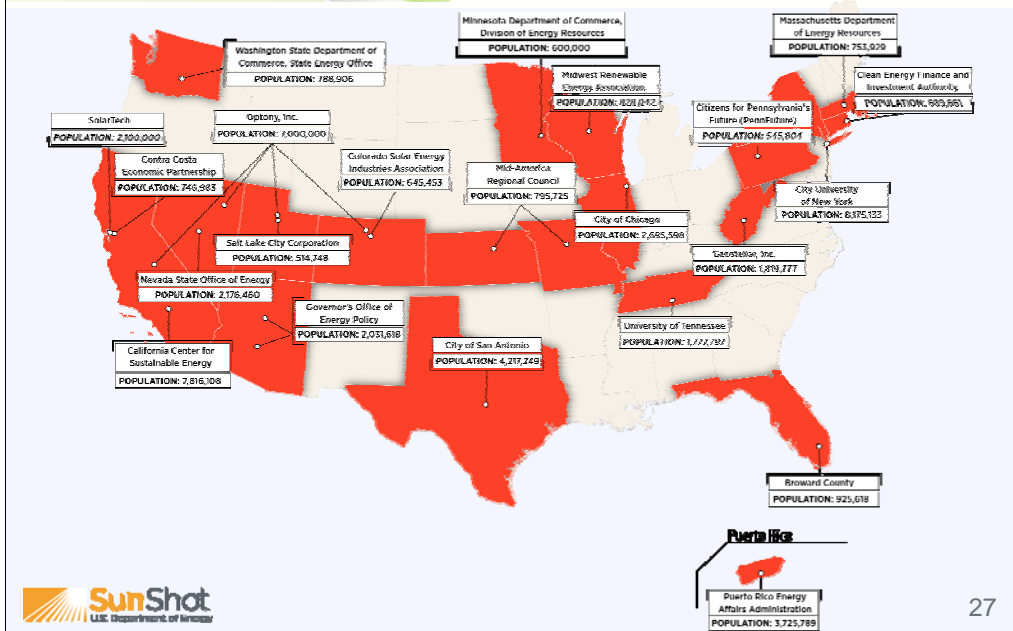 Washington State Department of
Commerce, State Energy Office
POPULATION: 788,906
Minnesota Department of Commerce,
Division of Energy Resources
POPULATION: 600,000
Massachusetts Department
of Energy Resources
POPULATION: 753,929
Midwest Renewable
Energy Association
POPULATION:
Clean Energy Finance and
Investment Authority
POPULATION: 689,661
SolarTech
POPULATION: 2,100,000
Optony, Inc.
POPULATION: 7,000,000
Citizens for Pennsylvania's
Future (PennFuture)
POPULATION: 545,804
Contra Costa
Economic Partnership
POPULATION: 746,983
Colorado Solar Energy
Industries Association
POPULATION: 645,453
Mid-America
Regional Council
POPULATION: 795,725
City University
of New York
POPULATION: 8,175,133
City of Chicago
POPULATION: 2,695,598
Salt Lake City Corporation
POPULATION: 514,748
Geostellar, Inc.
POPULATION: 1,819,777
Nevada State Office of Energy
POPULATION: 2,176,460
Governor's Office of
Energy Policy
POPULATION: 2,031,618
University of Tennessee
POPULATION:
City of San Antonio
POPULATION: 4,217,249
California Center for
Sustainable Energy
POPULATION: 7,816,108
Broward County
POPULATION: 925,618
Puerto Rico
Puerto Rico Energy
Affairs Administration
POPULATION: 3,725,789
SunShot
U.S. Department of Energy
27